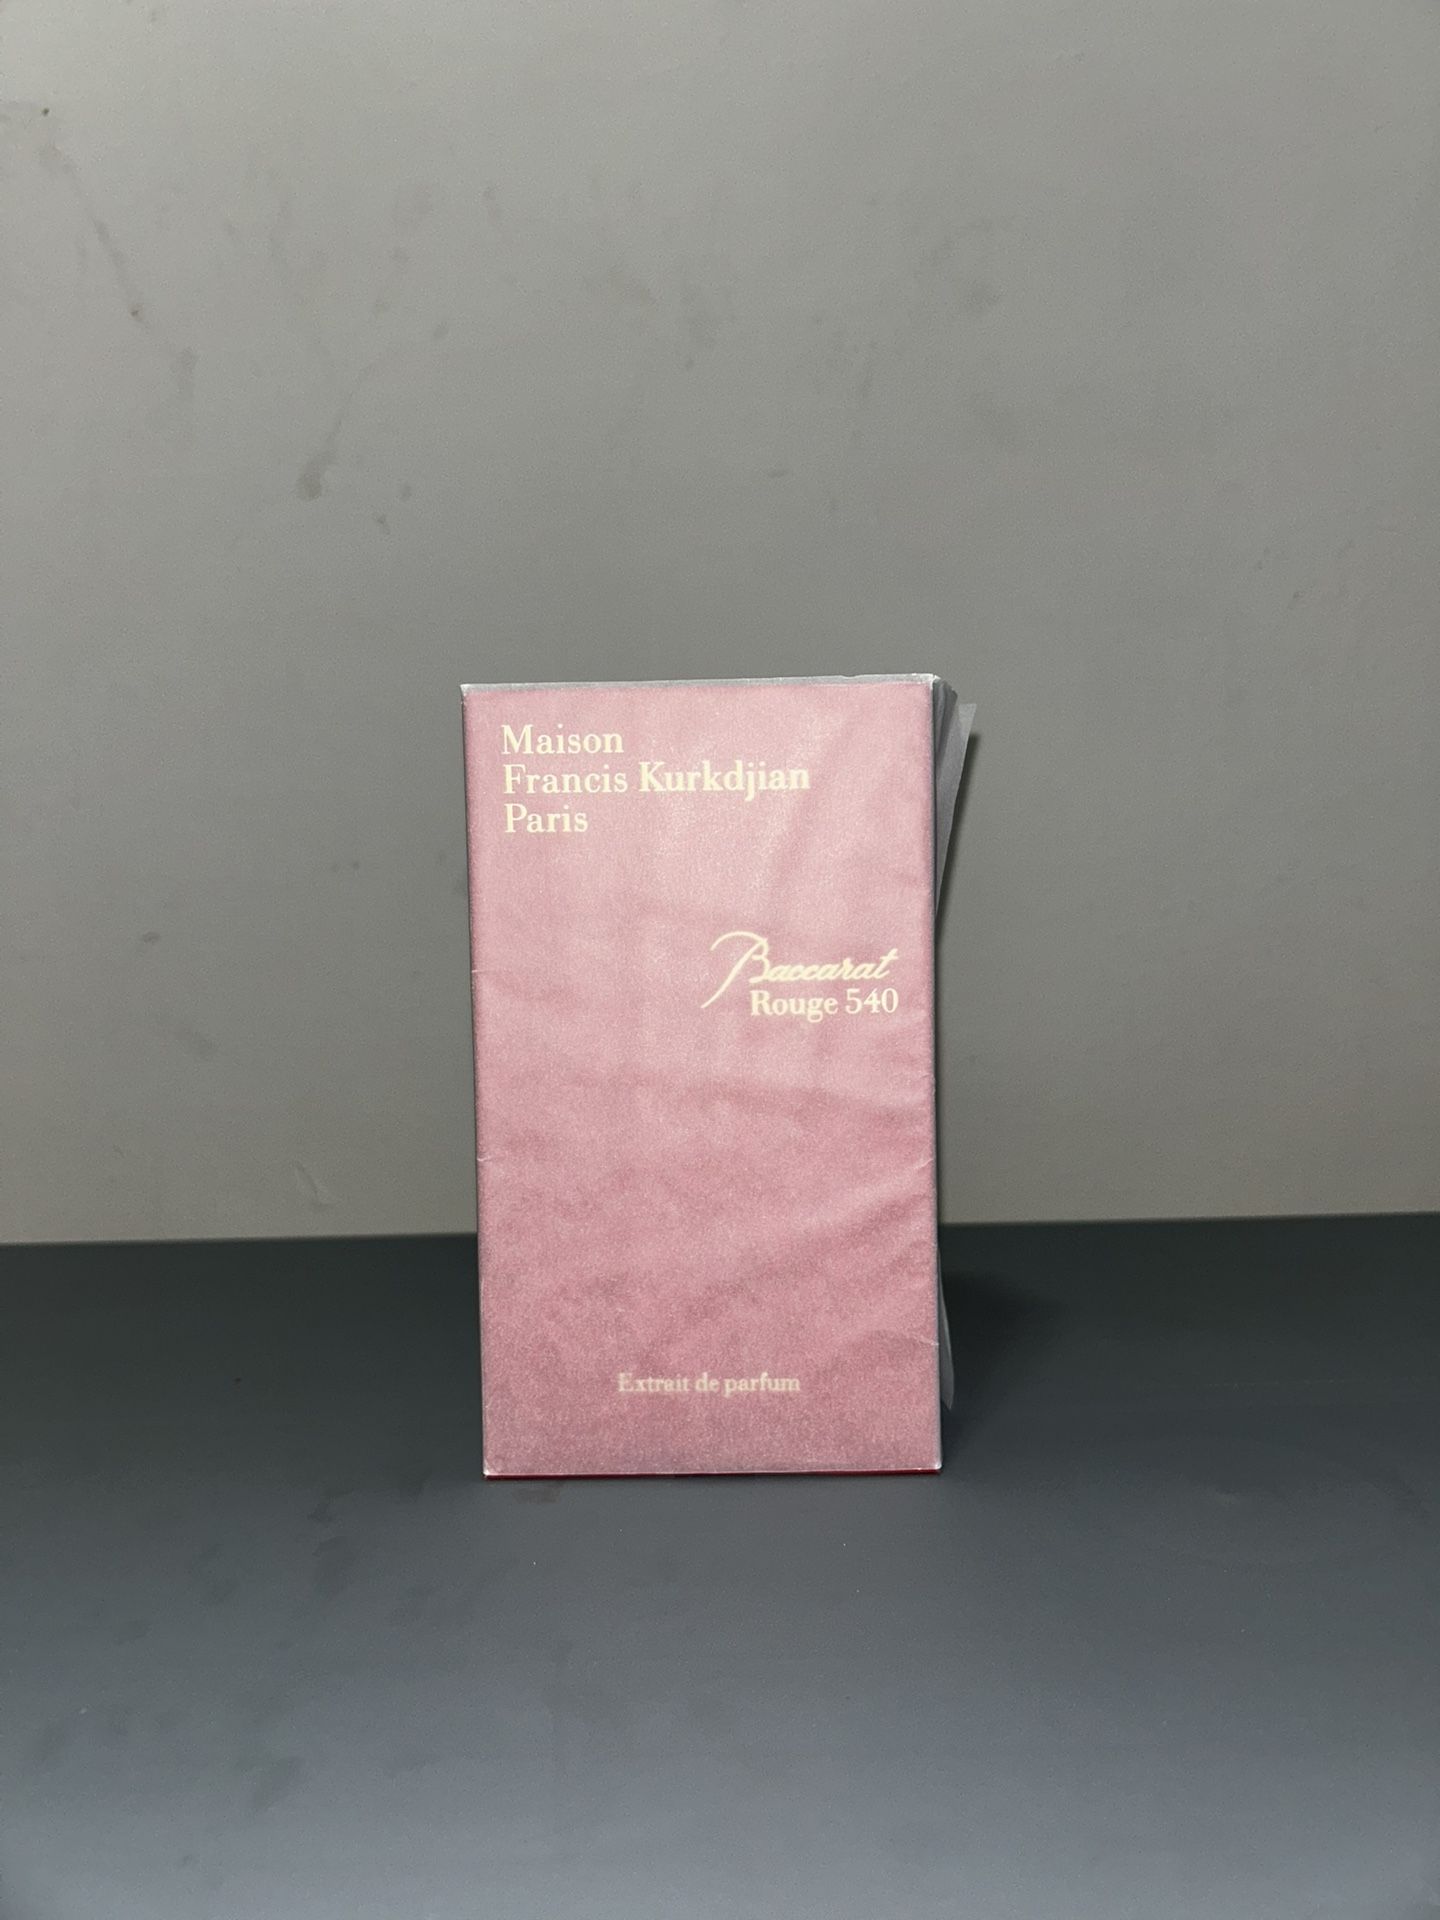 Maison
Francis Kurkdjian
Paris
Baccarat
Rouge 540
Extrait de parfum